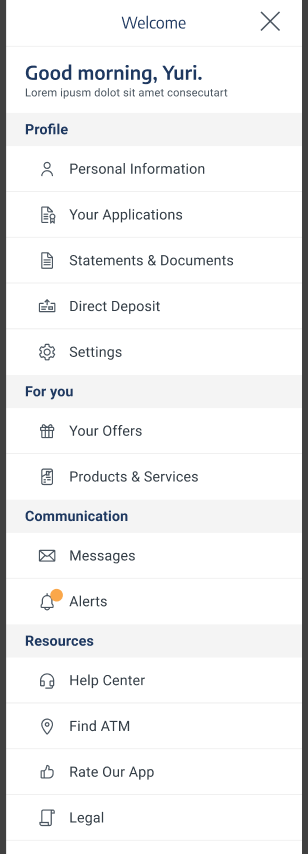 Welcome
Good morning, Yuri.
Lorem ipusm dolot sit amet consecutart
Profile
Personal Information
Your Applications
Statements & Documents
Direct Deposit
Settings
For you
Your Offers
Products & Services
Communication
Messages
Alerts
Resources
Help Center
Find ATM
Rate Our App
Legal